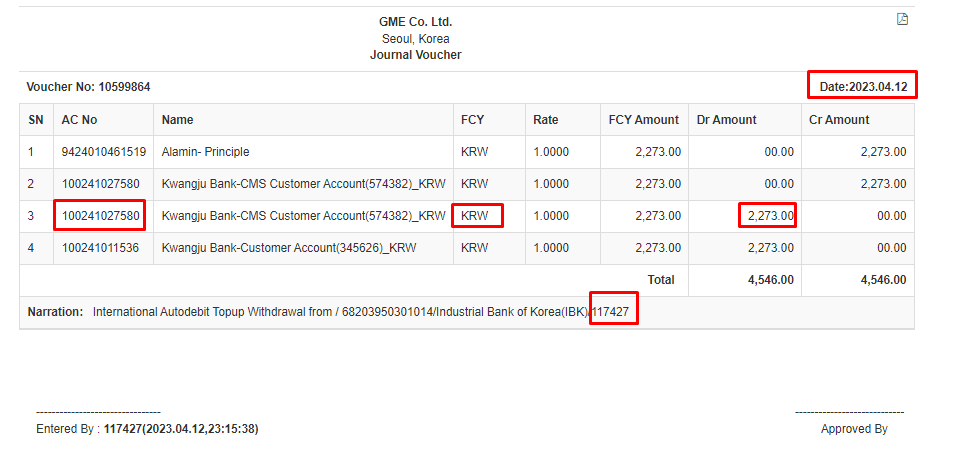 GME Co. Ltd.
Seoul, Korea
Journal Voucher
Voucher No: 10599864 Date:2023.04.12
SN AC No Name FCY Rate FCY Amount Dr Amount Cr Amount
1 9424010461519 Alamin- Principle KRW 1.0000 2,273.00 00.00 2,273.00
2 100241027580 Kwangju Bank-CMS Customer Account(574382)_KRW KRW 1.0000 2,273.00 00.00 2,273.00
3 100241027580 Kwangju Bank-CMS Customer Account(574382)_KRW KRW 1.0000 2,273.00 2,273.00 00.00
4 100241011536 Kwangju Bank-Customer Account(345626)_KRW KRW 1.0000 2,273.00 2,273.00 00.00
Total 4,546.00 4,546.00
Narration: International Autodebit Topup Withdrawal from / 68203950301014/Industrial Bank of Korea(IBK)/117427
-------------------------------- ----------------------------
Entered By : 117427(2023.04.12,23:15:38) Approved By